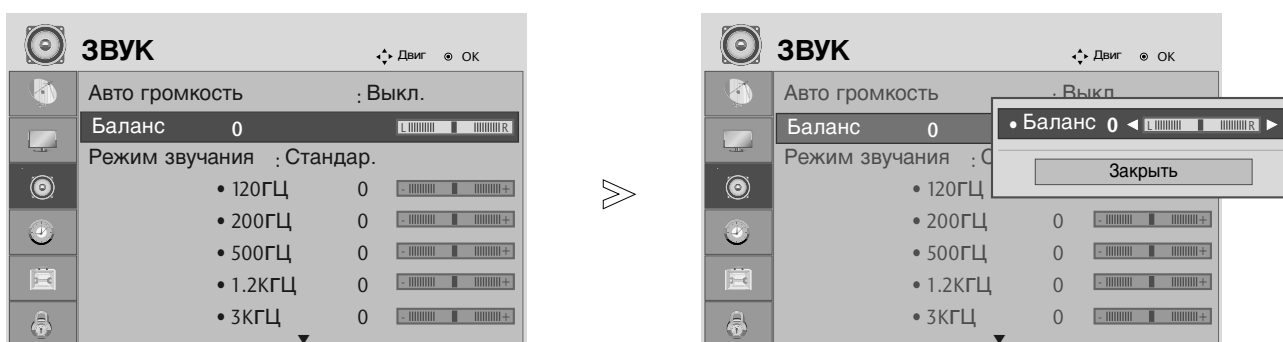 ЗВУК
Двиг ОК
Авто громкость : Выкл.
Баланс 0 L R
Режим звучания : Стандар.
• 120ГЦ 0 - +
• 200ГЦ 0 - +
• 500ГЦ 0 - +
• 1.2КГЦ 0 - +
• 3КГЦ 0 - +
ЗВУК
Двиг ОК
Авто громкость : Выкл
Баланс 0
Режим звучания :
• 120ГЦ
• 200ГЦ 0 - +
• 500ГЦ 0 - +
• 1.2КГЦ 0 - +
• 3КГЦ 0 - +
• Баланс 0 ◄ L R ►
Закрыть